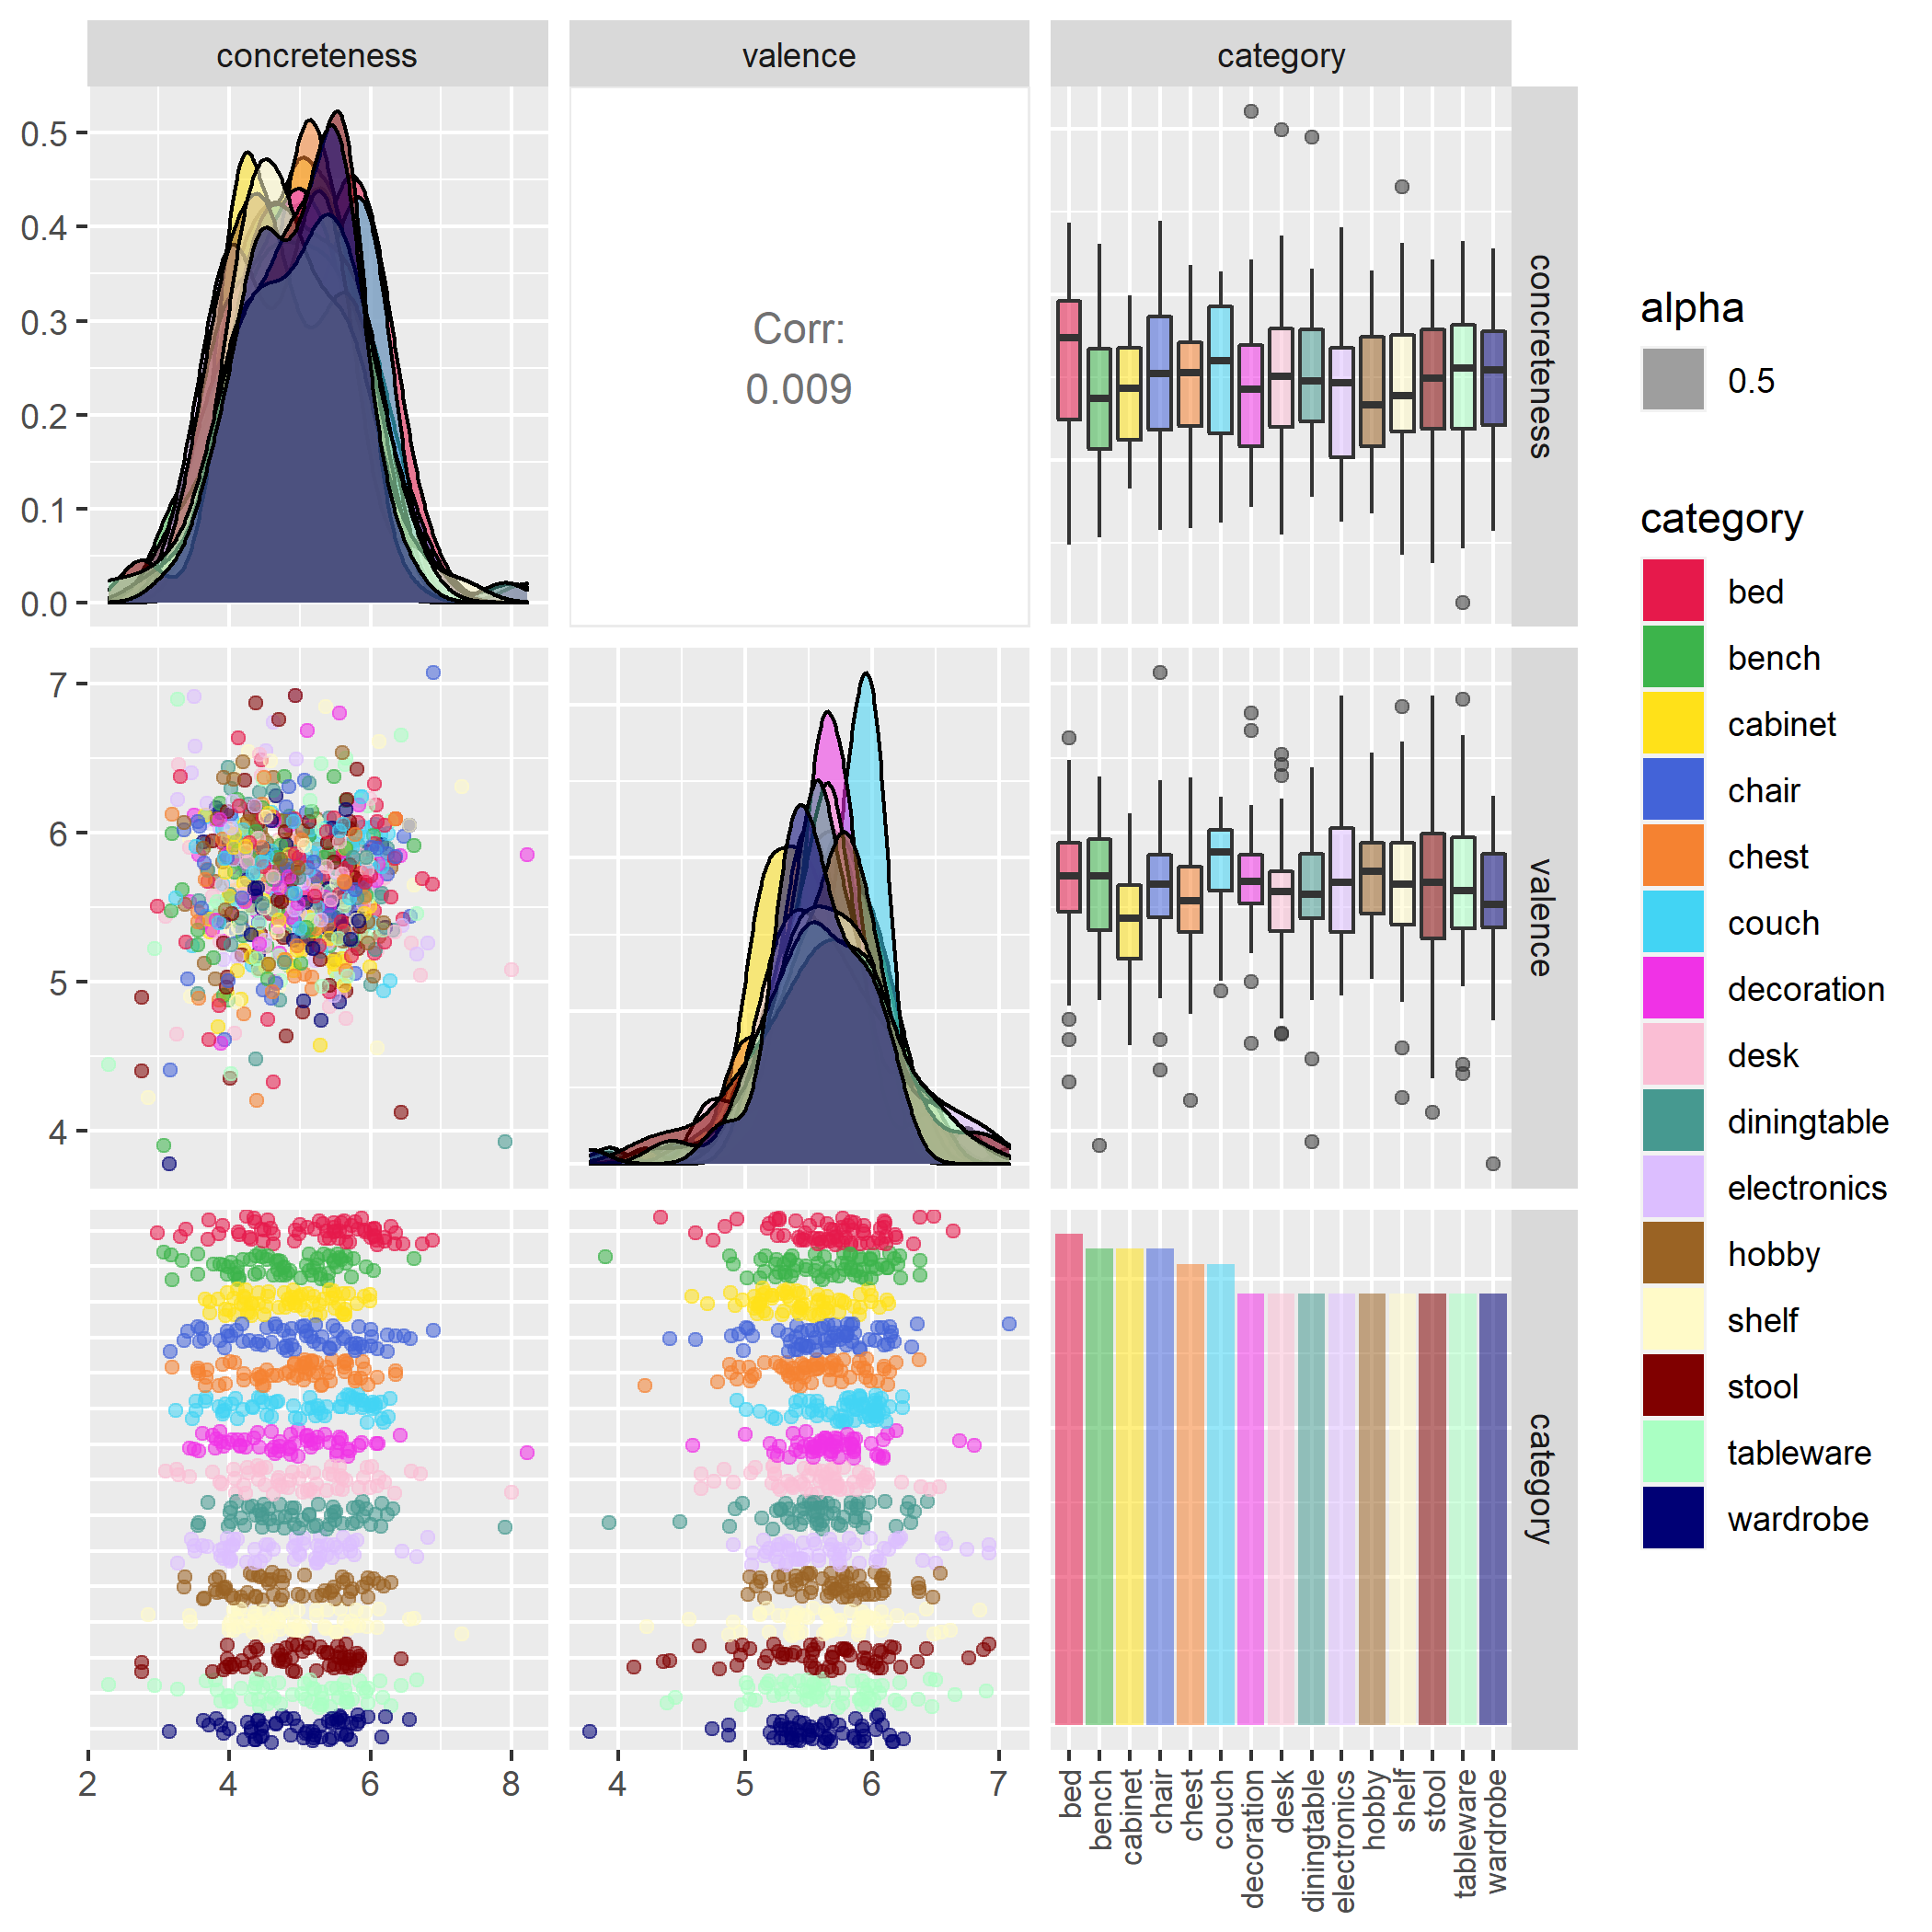 concreteness
valence
category
0.5
0.4
0.3
0.2
0.1
0.0
Corr:
0.009
concreteness
7
6
5
4
valence
category
2
4
6
8
4
5
6
7
bed
bench
cabinet
chair
chest
couch
decoration
desk
diningtable
electronics
hobby
shelf
stool
tableware
wardrobe
alpha
0.5
category
bed
bench
cabinet
chair
chest
couch
decoration
desk
diningtable
electronics
hobby
shelf
stool
tableware
wardrobe